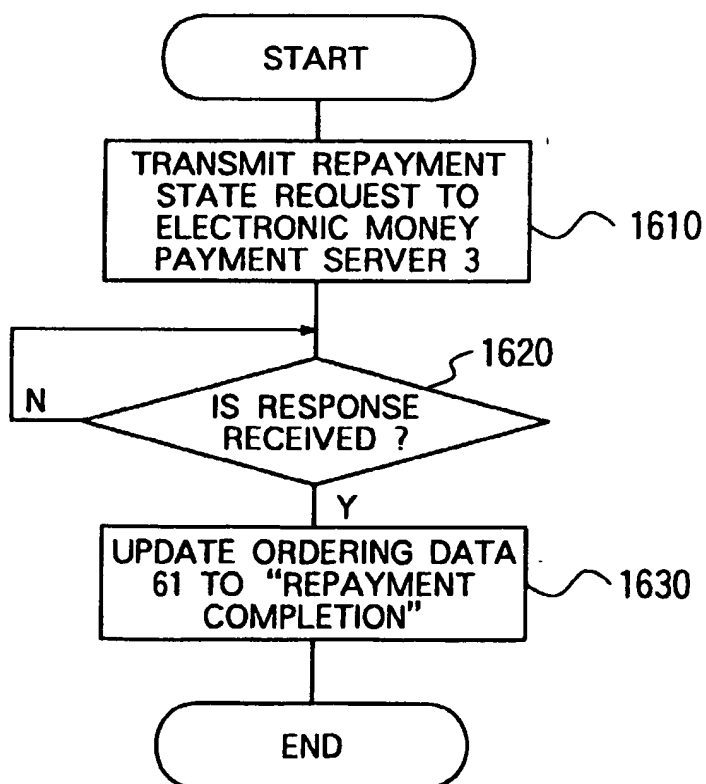 START
TRANSMIT REPAYMENT
STATE REQUEST TO
ELECTRONIC MONEY
PAYMENT SERVER 3
1610
1620
N
IS RESPONSE
RECEIVED ?
Y
UPDATE ORDERING DATA
61 TO “REPAYMENT
COMPLETION”
1630
END